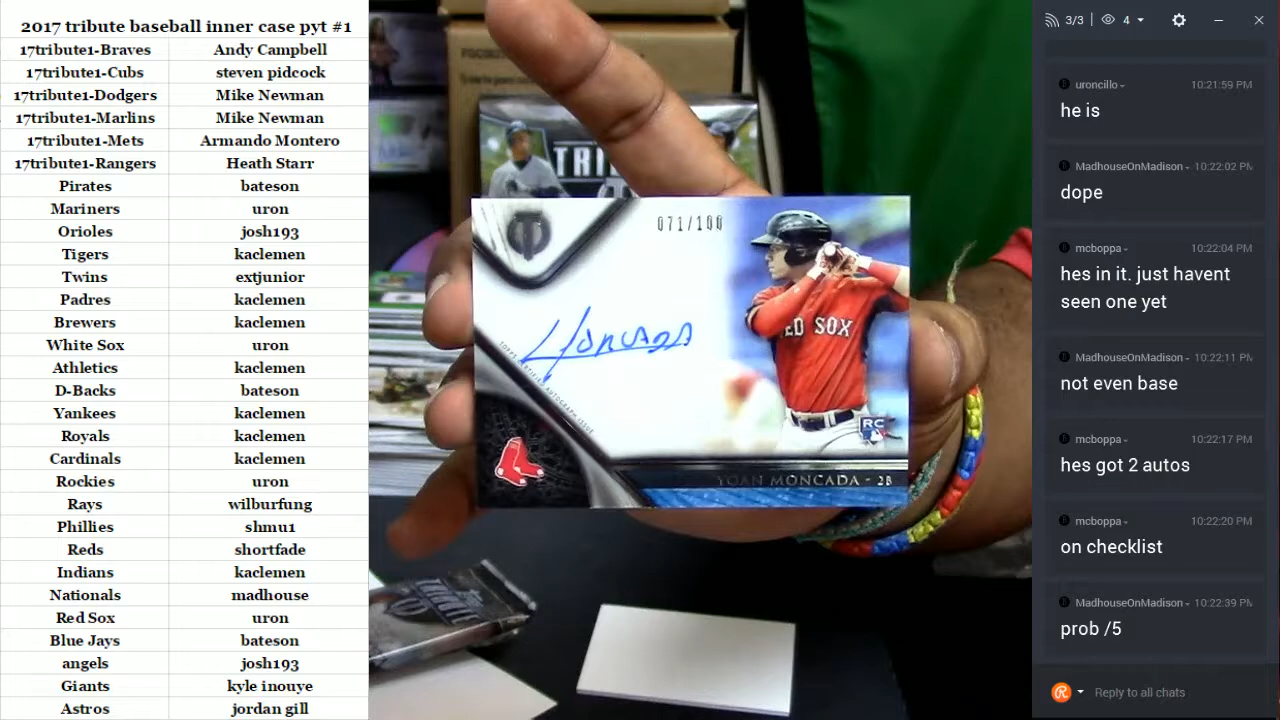 2017 tribute baseball inner case pyt #1
17tribute1-Braves Andy Campbell
17tribute1-Cubs steven pidcock
17tribute1-Dodgers Mike Newman
17tribute1-Marlins Mike Newman
17tribute1-Mets Armando Montero
17tribute1-Rangers Heath Starr
Pirates bateson
Mariners uron
Orioles josh193
Tigers kaclemen
Twins extjunior
Padres kaclemen
Brewers kaclemen
White Sox uron
Athletics kaclemen
D-Backs bateson
Yankees kaclemen
Royals kaclemen
Cardinals kaclemen
Rockies uron
Rays wilburfung
Phillies shmu1
Reds shortfade
Indians kaclemen
Nationals madhouse
Red Sox uron
Blue Jays bateson
angels josh193
Giants kyle inouye
Astros jordan gill
071/100
Moncada
RED SOX
TOPPS CERTIFIED AUTOGRAPH ISSUE
RC
YOAN MONCADA - 2B
3/3 4
uroncillo 10:21:59 PM
he is
MadhouseOnMadison 10:22:02 PM
dope
mcboppa 10:22:04 PM
hes in it. just havent
seen one yet
MadhouseOnMadison 10:22:11 PM
not even base
mcboppa 10:22:17 PM
hes got 2 autos
mcboppa 10:22:20 PM
on checklist
MadhouseOnMadison 10:22:39 PM
prob /5
Reply to all chats